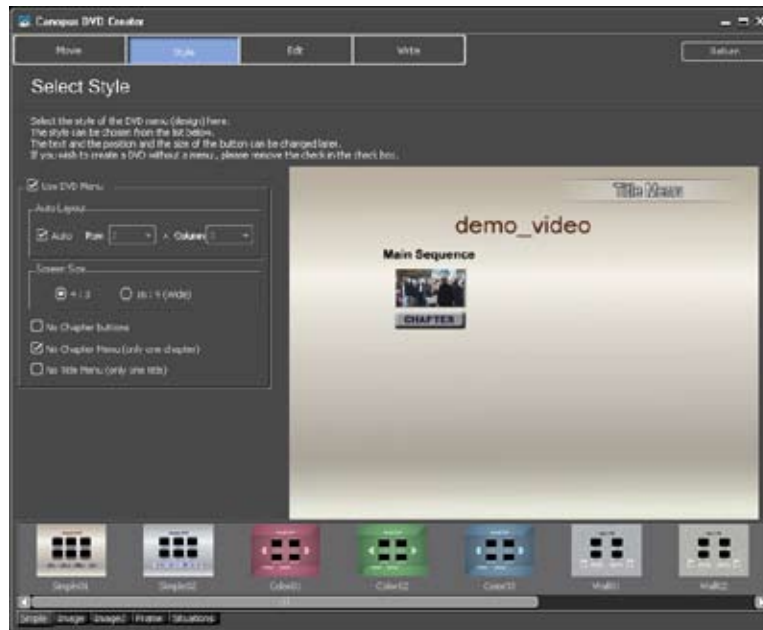 Canopus DVD Creator
Movie Style Edit Write Return
Select Style
Select the style of the DVD menu (design) here.
The style can be chosen from the list below.
The text and the position and the size of the button can be changed later.
If you wish to create a DVD without a menu, please remove the check in the check box.
Use DVD Menu
Auto Layout
Auto Row × Column
Screen Size
4 : 3 16 : 9 (Wide)
No Chapter buttons
No Chapter Menu (only one chapter)
No Title Menu (only one title)
Title Menu
demo_video
Main Sequence
CHAPTER
Simple01 Simple02 Color01 Color02 Color03 Wall01 Wall02
Simple Image Image2 Frame Situations